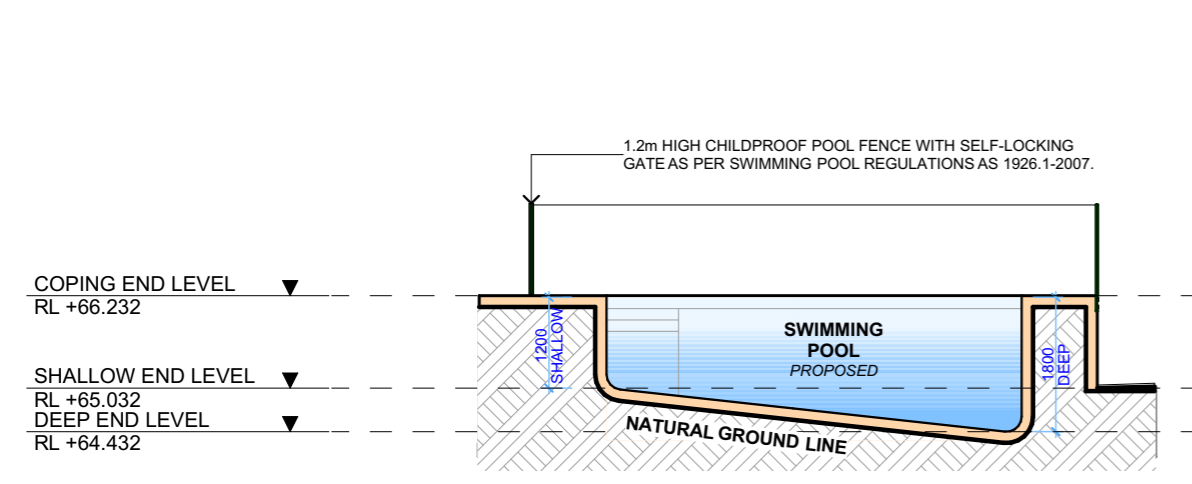 1.2m HIGH CHILDPROOF POOL FENCE WITH SELF-LOCKING
GATE AS PER SWIMMING POOL REGULATIONS AS 1926.1-2007.
COPING END LEVEL
RL +66.232
SHALLOW END LEVEL
RL +65.032
DEEP END LEVEL
RL +64.432
1200
SHALLOW
SWIMMING
POOL
PROPOSED
1800
DEEP
NATURAL GROUND LINE